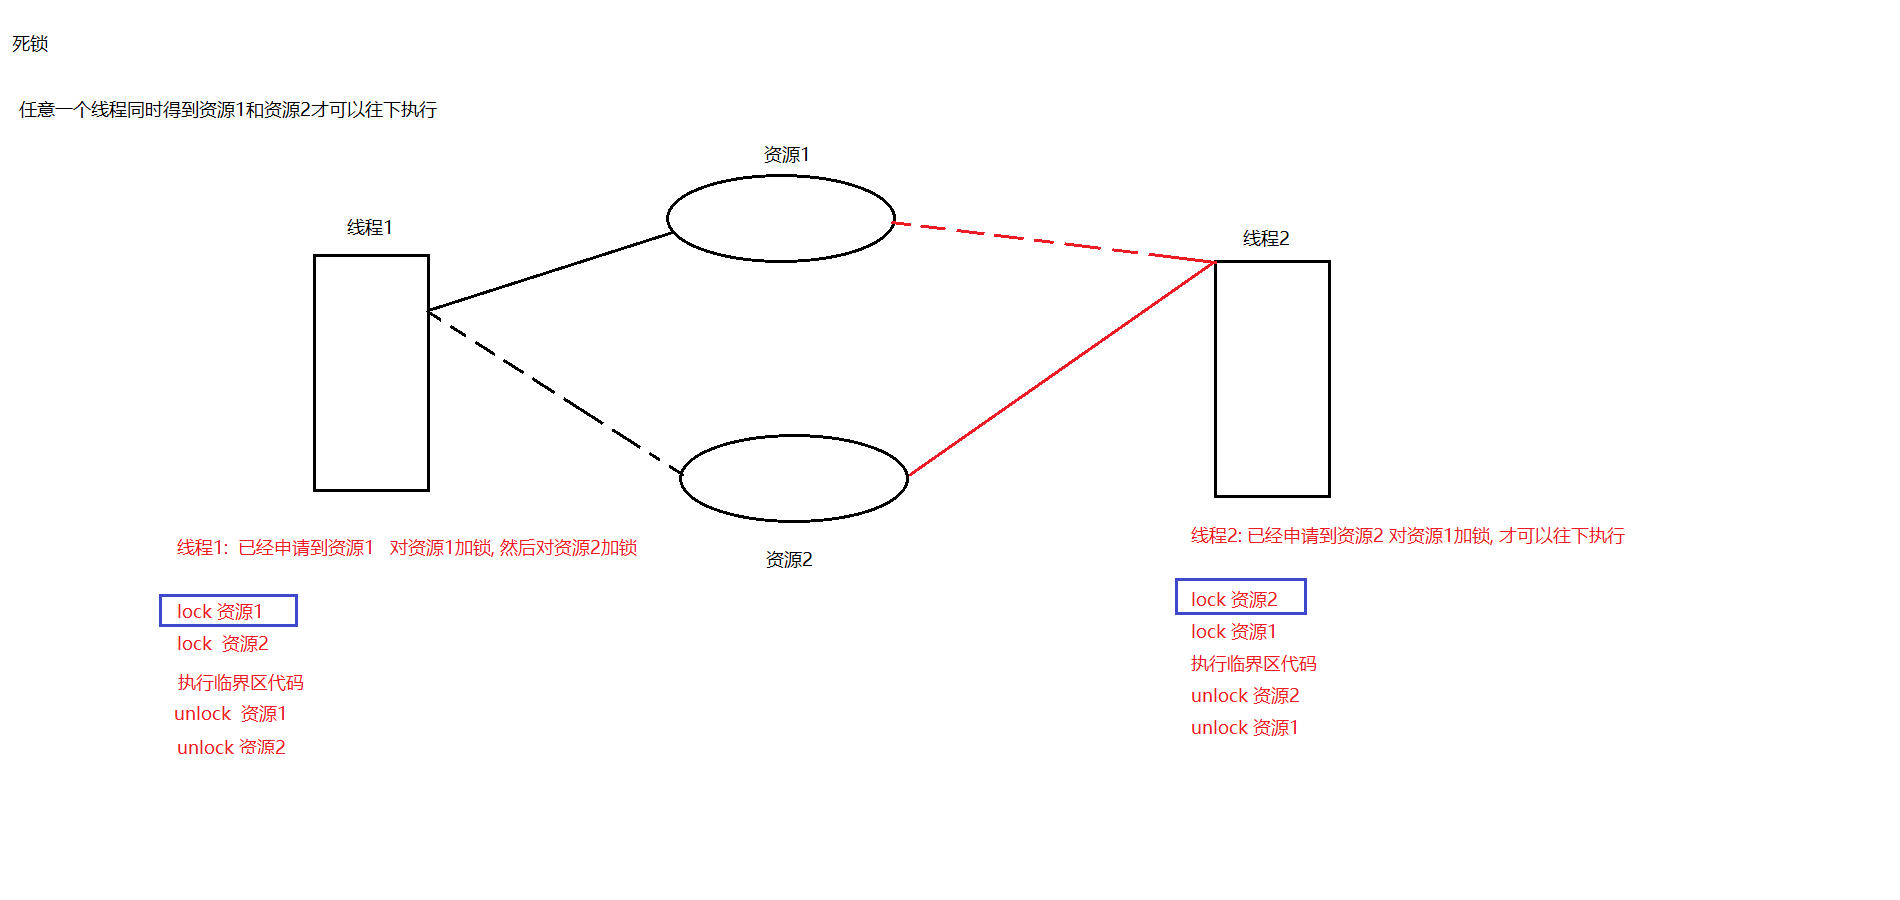 死锁
任意一个线程同时得到资源1和资源2才可以往下执行
资源1
线程1
线程2
资源2
线程1: 已经申请到资源1 对资源1加锁, 然后对资源2加锁
lock 资源1
lock 资源2
执行临界区代码
unlock 资源1
unlock 资源2
线程2: 已经申请到资源2 对资源1加锁, 才可以往下执行
lock 资源2
lock 资源1
执行临界区代码
unlock 资源2
unlock 资源1